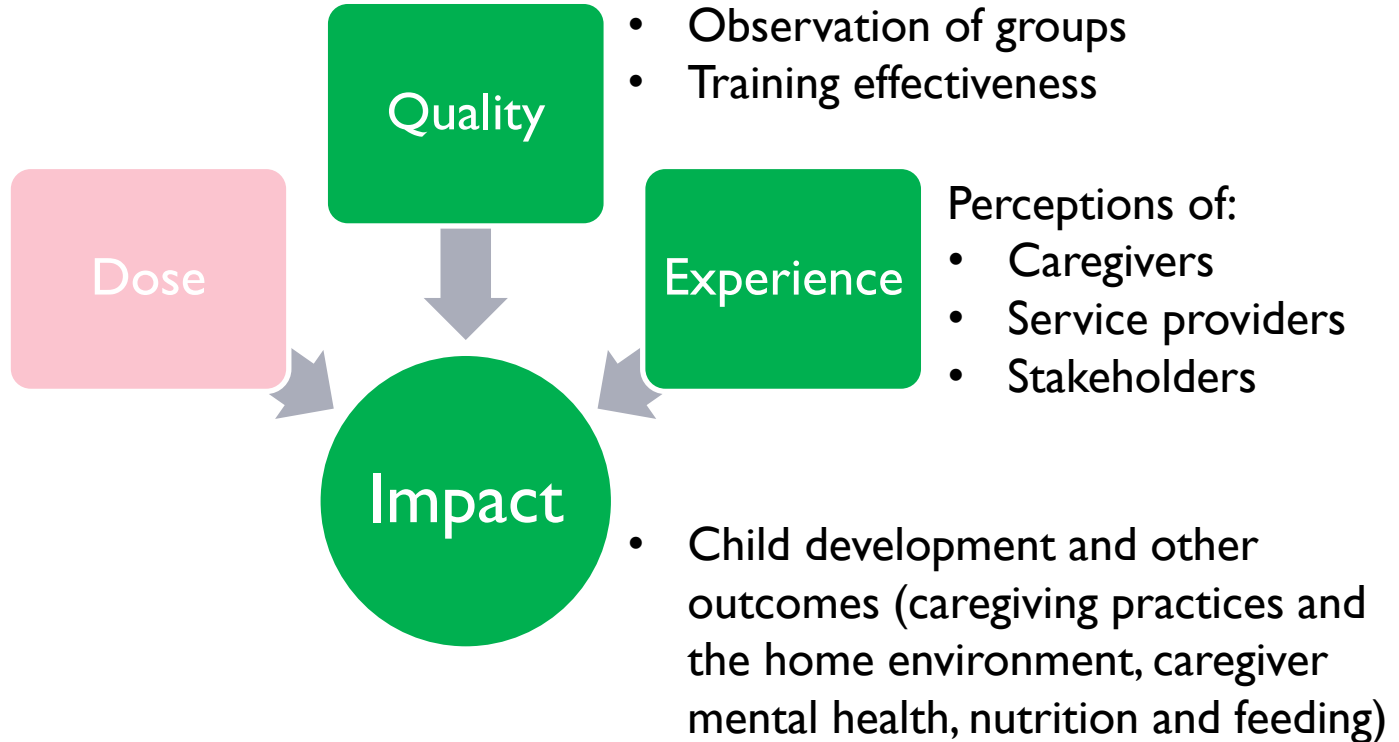 Quality
• Observation of groups
• Training effectiveness
Dose
Experience
Perceptions of:
• Caregivers
• Service providers
• Stakeholders
Impact
• Child development and other
outcomes (caregiving practices and
the home environment, caregiver
mental health, nutrition and feeding)